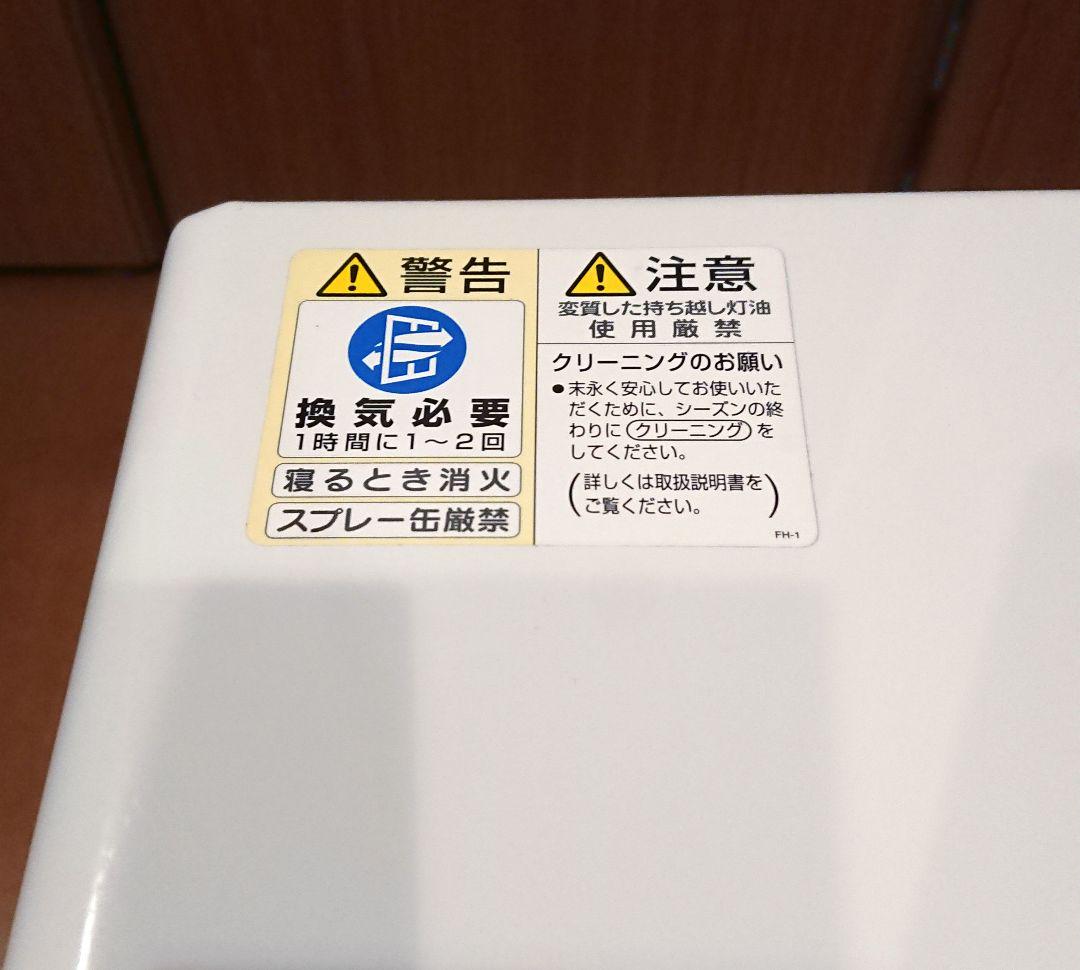 警告
換気必要
1時間に1～2回
寝るとき消火
スプレー缶厳禁
注意
変質した持ち越し灯油
使用厳禁
クリーニングのお願い
●末永く安心してお使いいた
だくために、シーズンの終
わりにクリーニングを
してください。
(詳しくは取扱説明書を
ご覧ください。)
FH-1